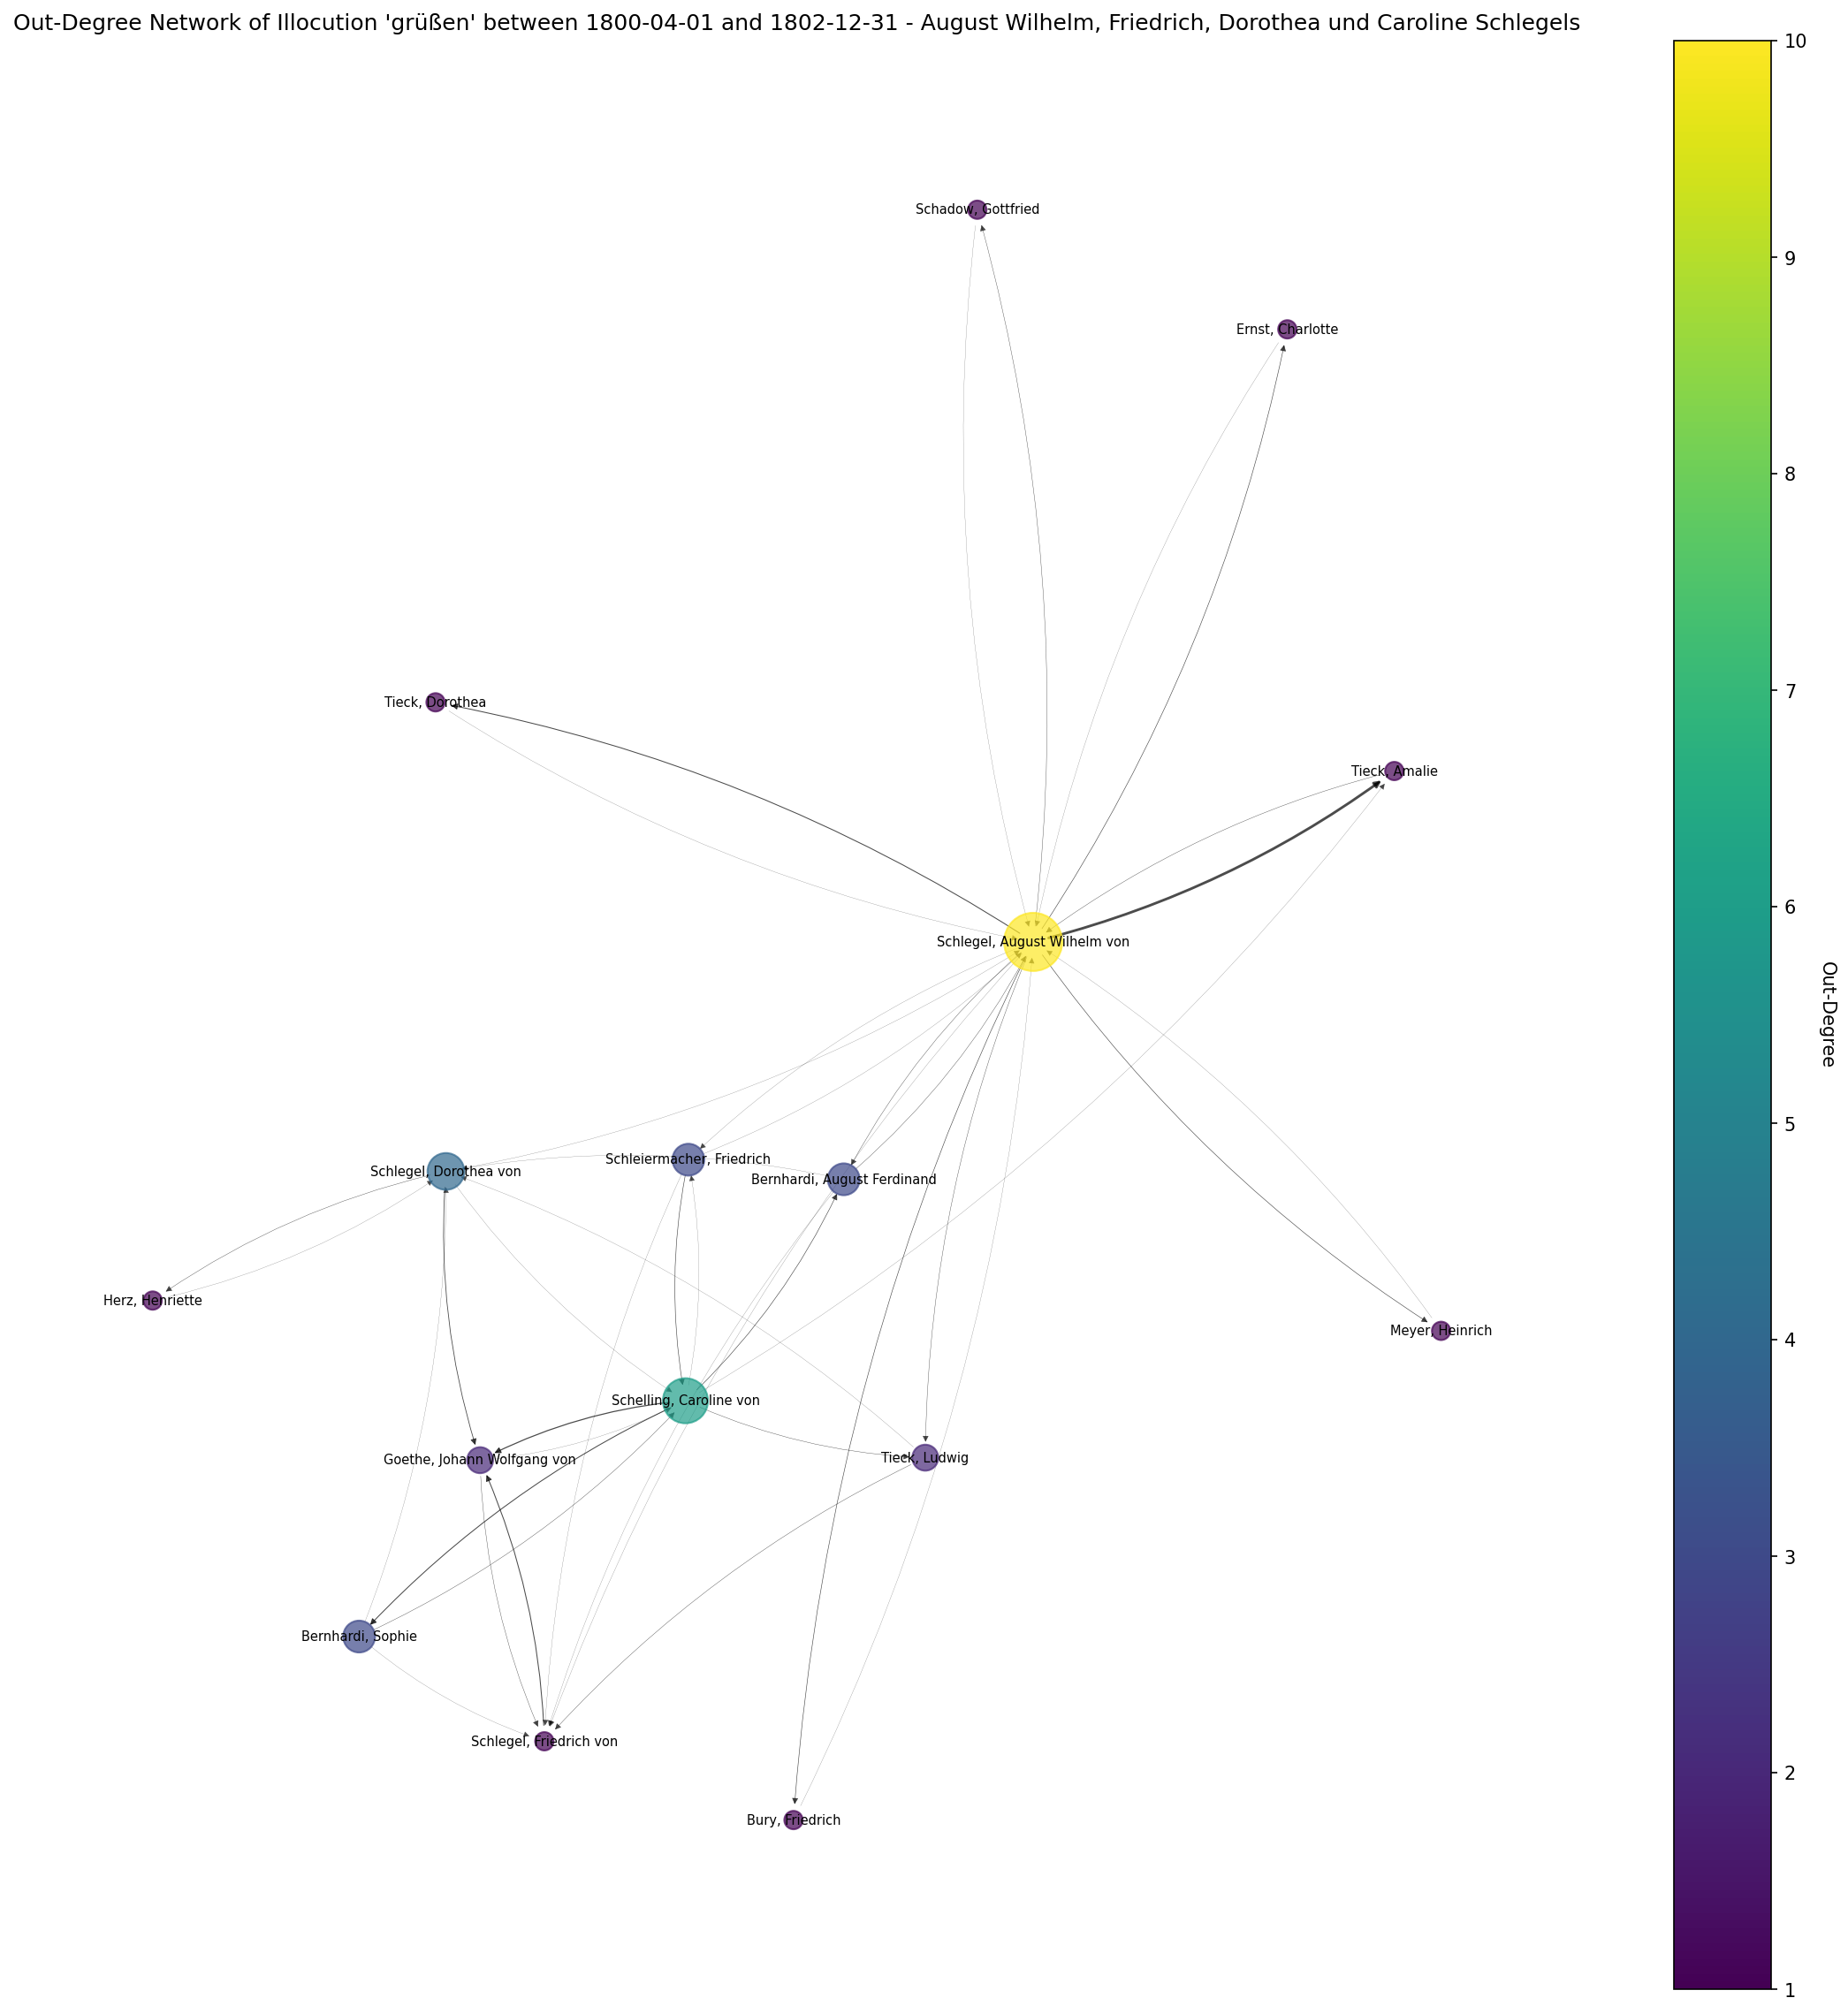 Out-Degree Network of Illocution 'grüßen' between 1800-04-01 and 1802-12-31 - August Wilhelm, Friedrich, Dorothea und Caroline Schlegels
Schadow, Gottfried
Ernst, Charlotte
Tieck, Dorothea
Tieck, Amalie
Schlegel, August Wilhelm von
Schleiermacher, Friedrich
Schlegel, Dorothea von
Bernhardi, August Ferdinand
Herz, Henriette
Meyer, Heinrich
Schelling, Caroline von
Goethe, Johann Wolfgang von
Tieck, Ludwig
Bernhardi, Sophie
Schlegel, Friedrich von
Bury, Friedrich
10
9
8
7
6
5
4
3
2
1
Out-Degree